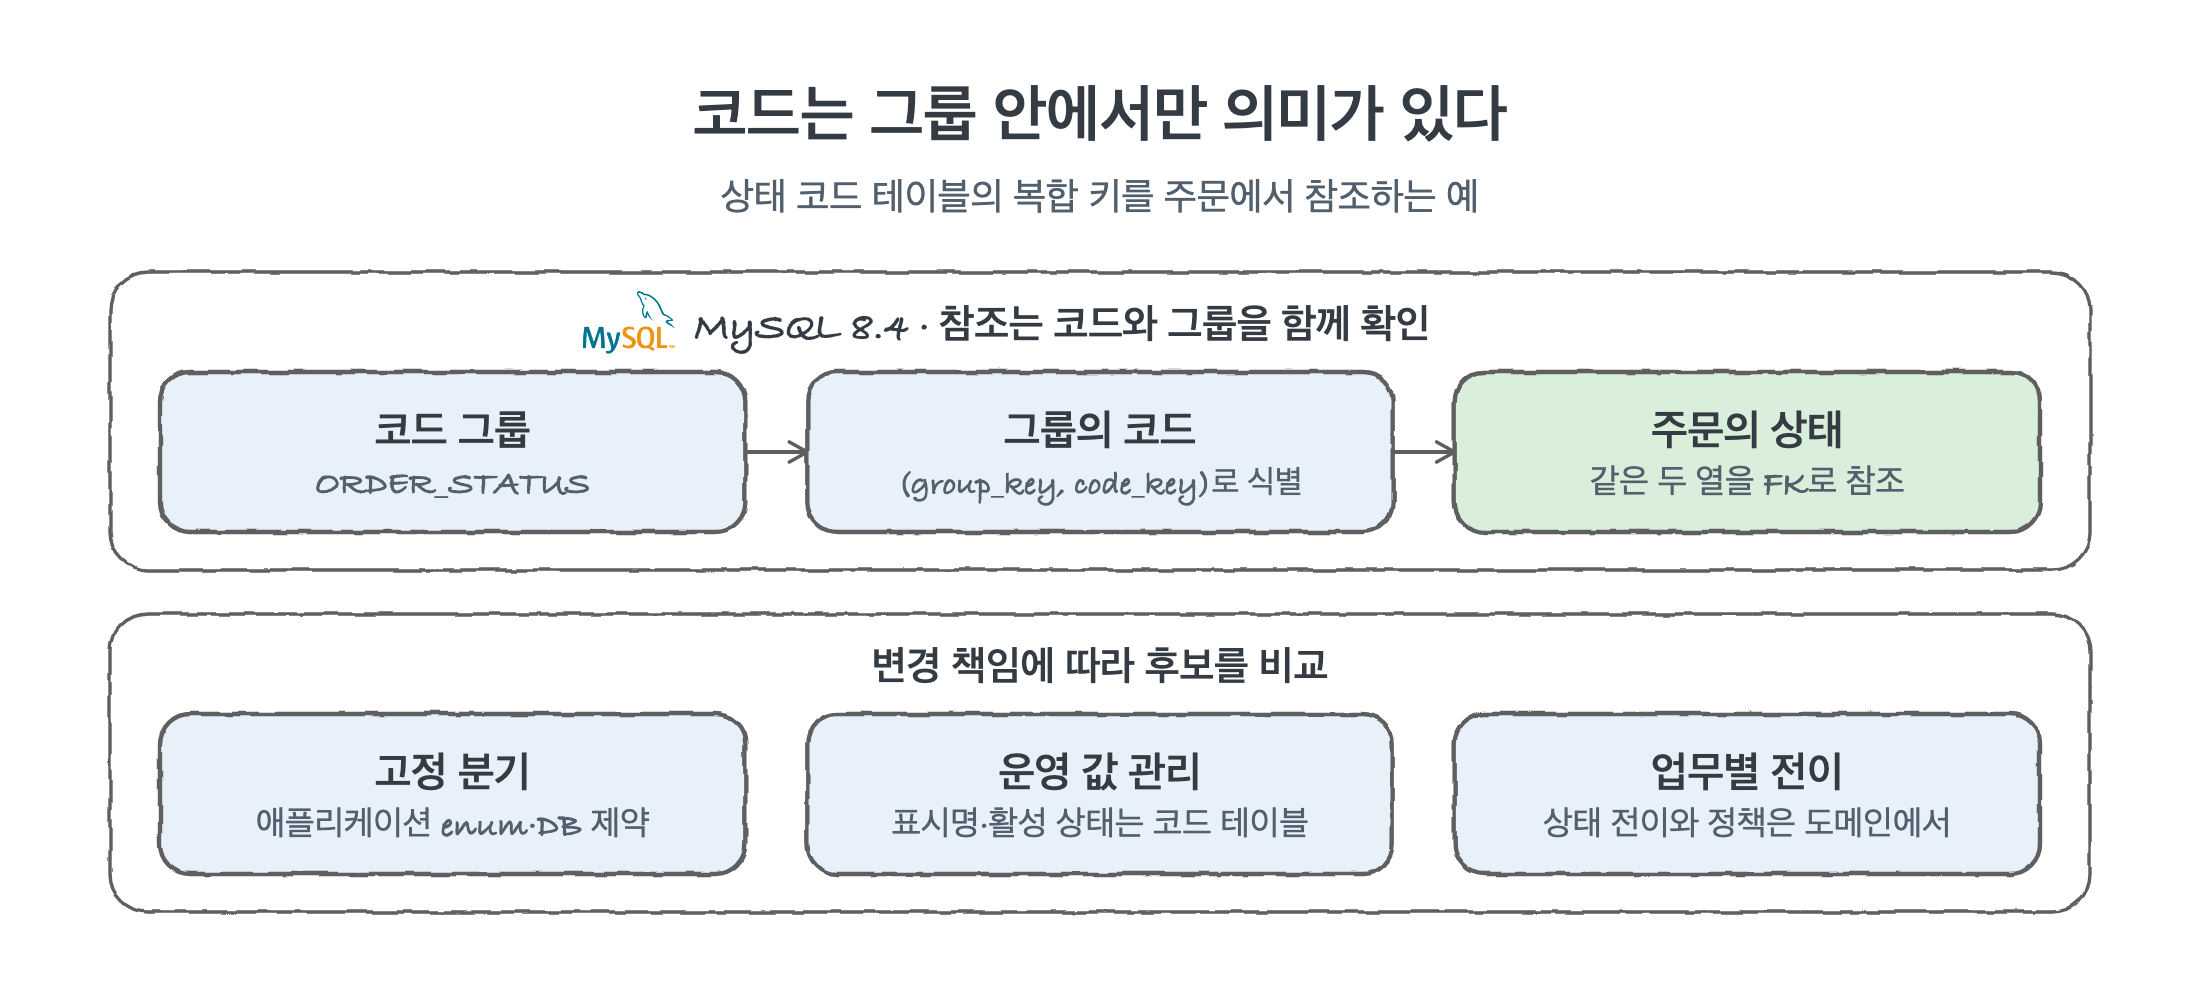 코드는 그룹 안에서만 의미가 있다
상태 코드 테이블의 복합 키를 주문에서 참조하는 예
MySQL™ MySQL 8.4 · 참조는 코드와 그룹을 함께 확인
코드 그룹
ORDER_STATUS
그룹의 코드
(group_key, code_key)로 식별
주문의 상태
같은 두 열을 FK로 참조
변경 책임에 따라 후보를 비교
고정 분기
애플리케이션 enum·DB 제약
운영 값 관리
표시명·활성 상태는 코드 테이블
업무별 전이
상태 전이와 정책은 도메인에서